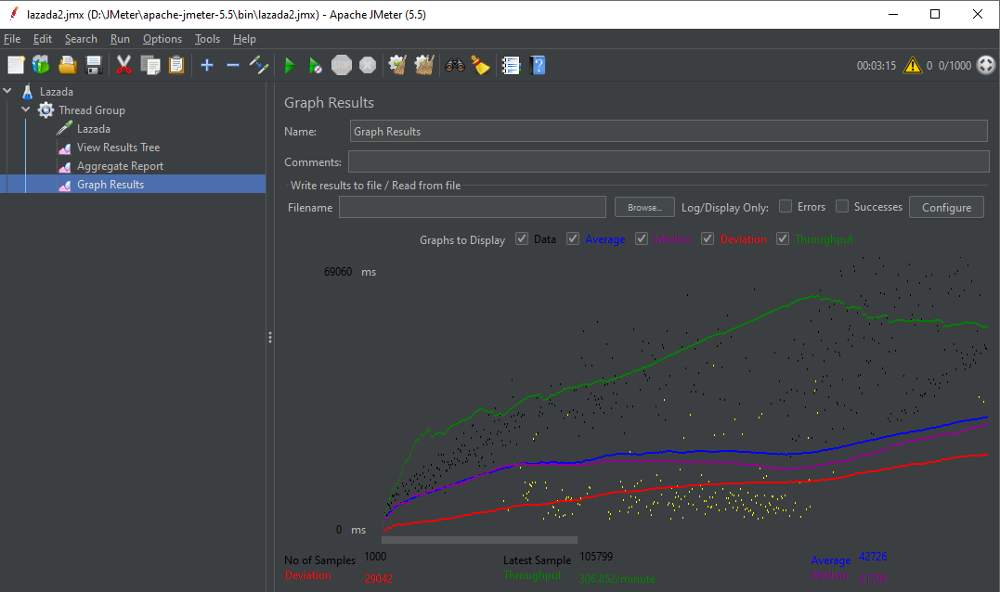 lazada2.jmx (D:\JMeter\apache-jmeter-5.5\bin\lazada2.jmx) - Apache JMeter (5.5)
File Edit Search Run Options Tools Help
00:03:15 0 0/1000
Lazada
Thread Group
Lazada
View Results Tree
Aggregate Report
Graph Results
Graph Results
Name: Graph Results
Comments:
Write results to file / Read from file
Filename Browse... Log/Display Only: Errors Successes Configure
Graphs to Display Data Average Median Deviation Throughput
69060 ms
0 ms
No of Samples 1000 Latest Sample 105799 Average 42726
Deviation 29042 Throughput 306.852/minute Median